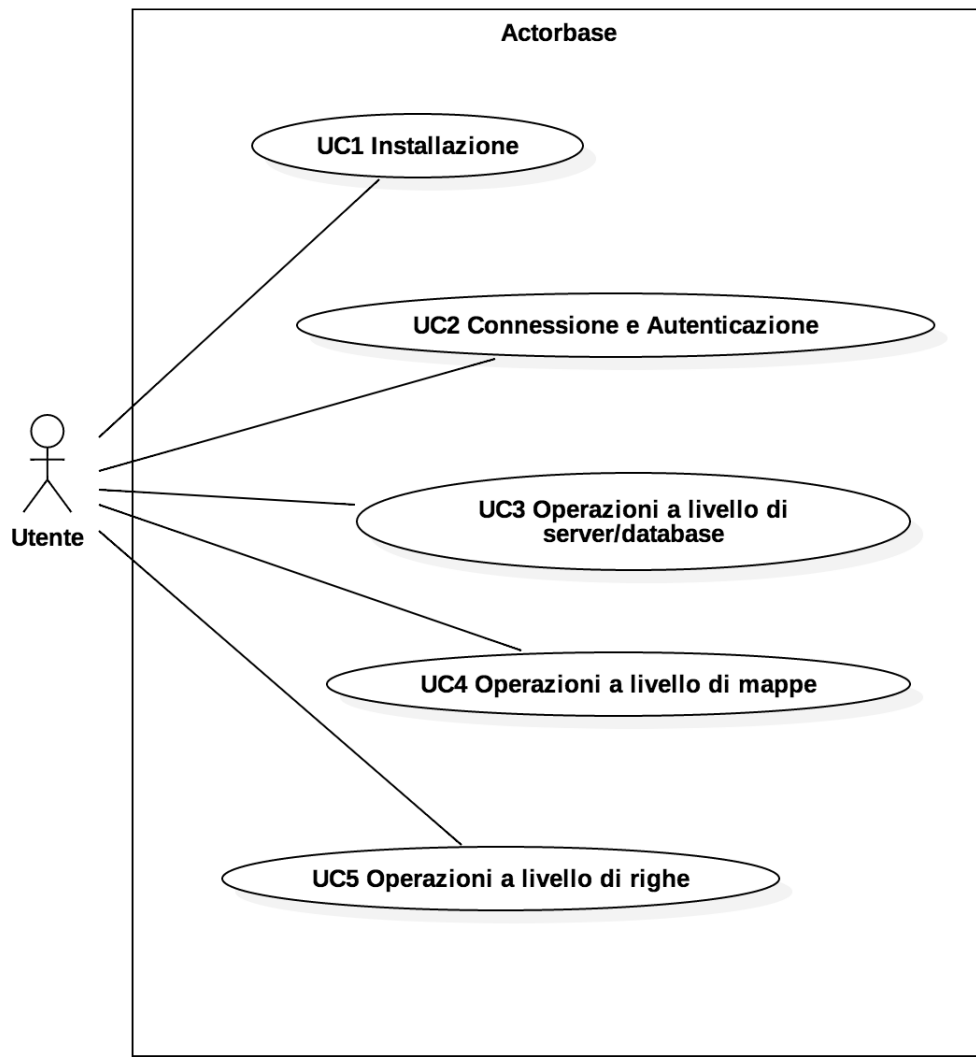 Actorbase
UC1 Installazione
UC2 Connessione e Autenticazione
UC3 Operazioni a livello di
server/database
Utente
UC4 Operazioni a livello di mappe
UC5 Operazioni a livello di righe